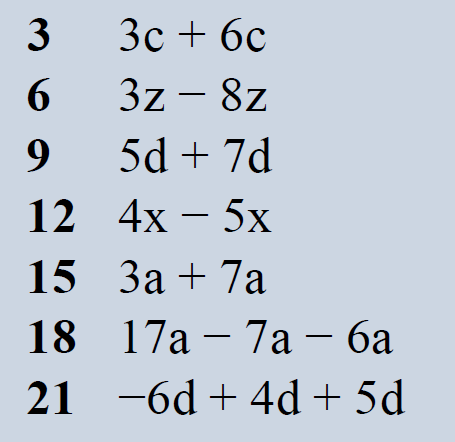 3 3c + 6c
6 3z − 8z
9 5d + 7d
12 4x − 5x
15 3a + 7a
18 17a − 7a − 6a
21 −6d + 4d + 5d